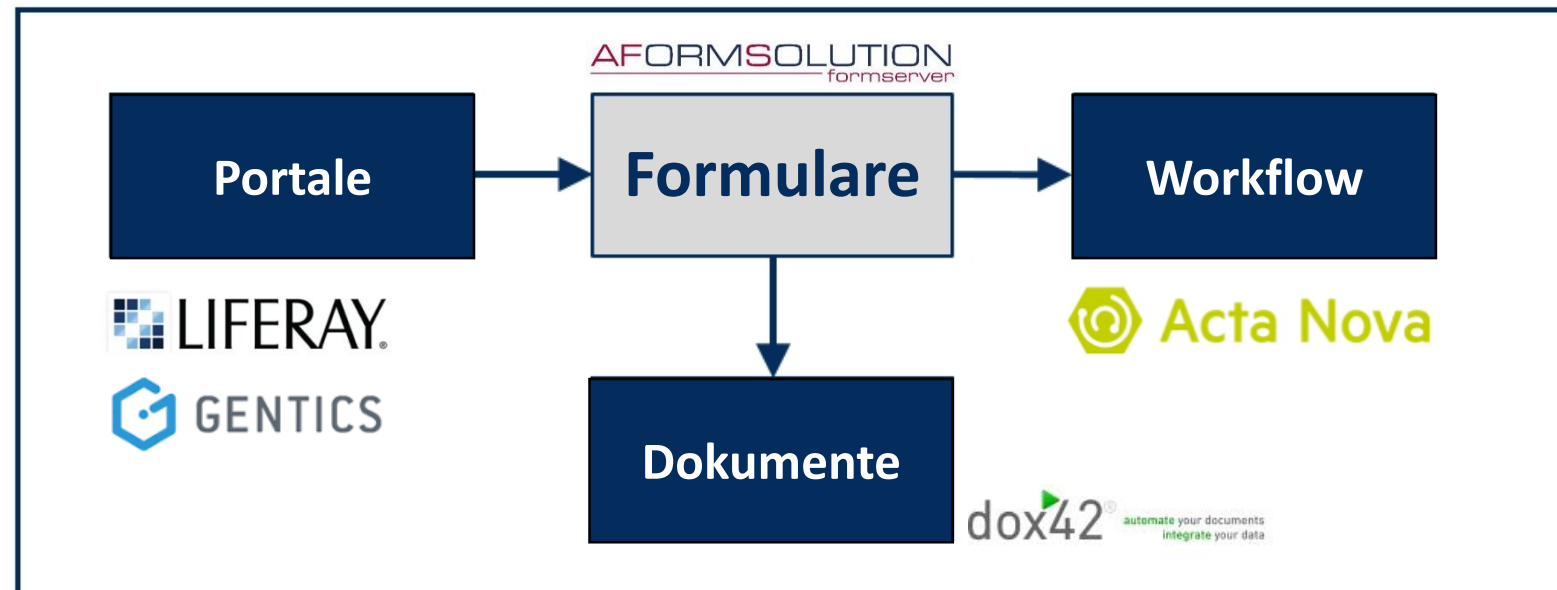 AFORMSOLUTION
formserver
Portale
Formulare
Workflow
LIFERAY.
GENTICS
Acta Nova
Dokumente
dox42®
automate your documents
integrate your data